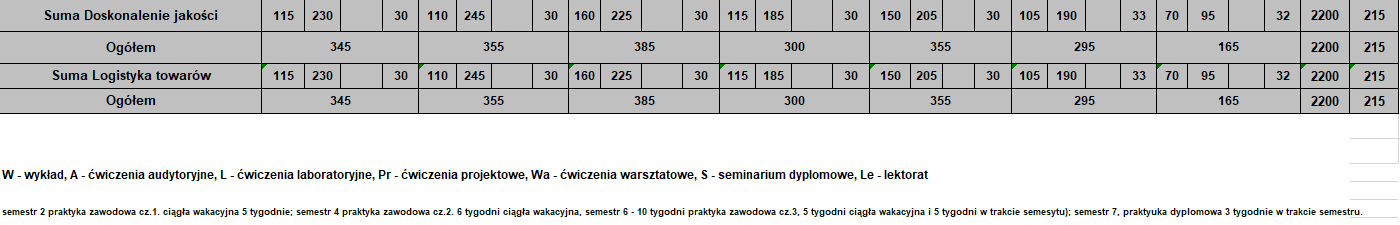 Suma Doskonalenie jakości 115 230 30 110 245 30 160 225 30 115 185 30 150 205 30 105 190 33 70 95 32 2200 215
Ogółem 345 355 385 300 355 295 165 2200 215
Suma Logistyka towarów 115 230 30 110 245 30 160 225 30 115 185 30 150 205 30 105 190 33 70 95 32 2200 215
Ogółem 345 355 385 300 355 295 165 2200 215
W - wykład, A - ćwiczenia audytoryjne, L - ćwiczenia laboratoryjne, Pr - ćwiczenia projektowe, Wa - ćwiczenia warsztatowe, S - seminarium dyplomowe, Le - lektorat
semestr 2 praktyka zawodowa cz.1. ciągła wakacyjna 5 tygodnie; semestr 4 praktyka zawodowa cz.2. 6 tygodni ciągła wakacyjna, semestr 6 - 10 tygodni praktyka zawodowa cz.3, 5 tygodni ciągła wakacyjna i 5 tygodni w trakcie semesytu); semestr 7, praktyuka dyplomowa 3 tygodnie w trakcie semestru.